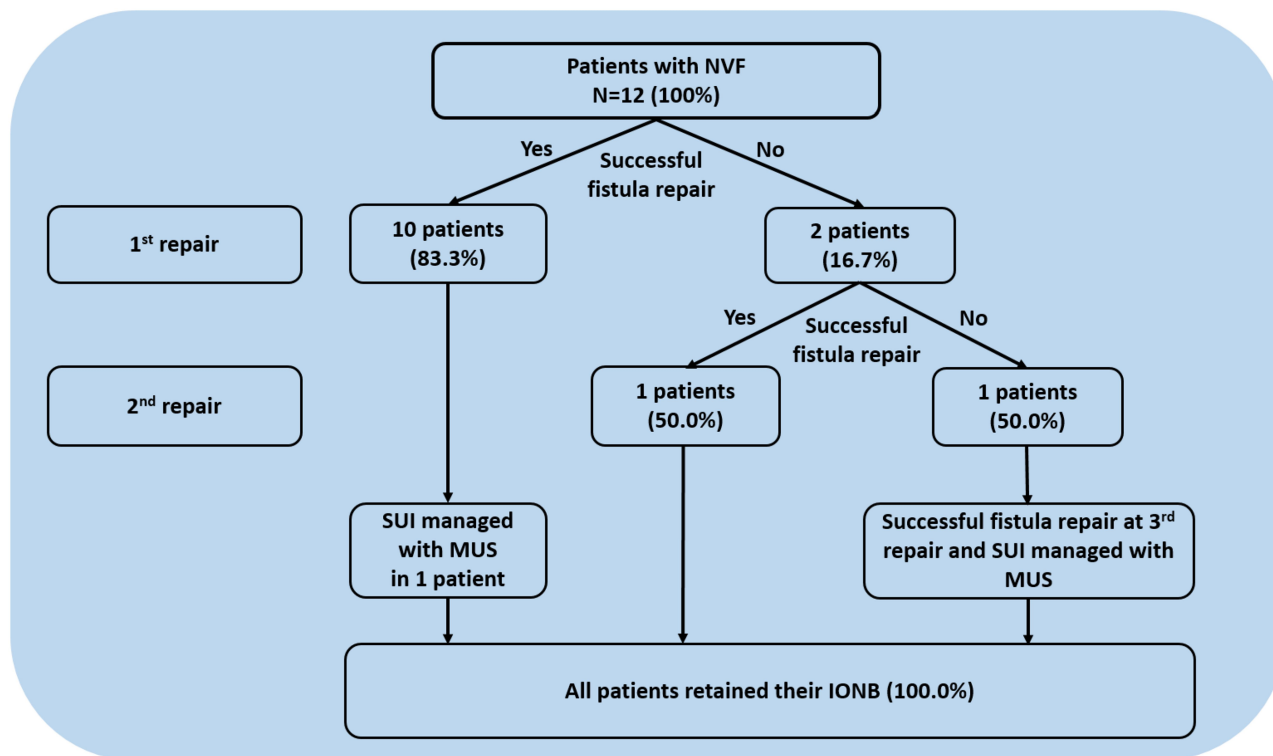 Patients with NVF
N=12 (100%)
Yes
No
Successful
fistula repair
1st repair
10 patients
(83.3%)
2 patients
(16.7%)
Yes
No
Successful
fistula repair
2nd repair
1 patients
(50.0%)
1 patients
(50.0%)
SUI managed
with MUS
in 1 patient
Successful fistula repair at 3rd
repair and SUI managed with
MUS
All patients retained their IONB (100.0%)